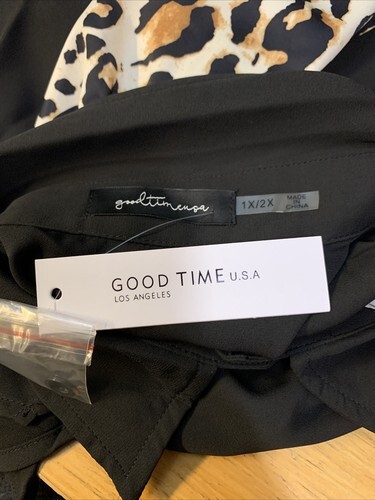 goodtimeusa
1X/2X
MADE
IN
CHINA
GOOD TIME U.S.A
LOS ANGELES